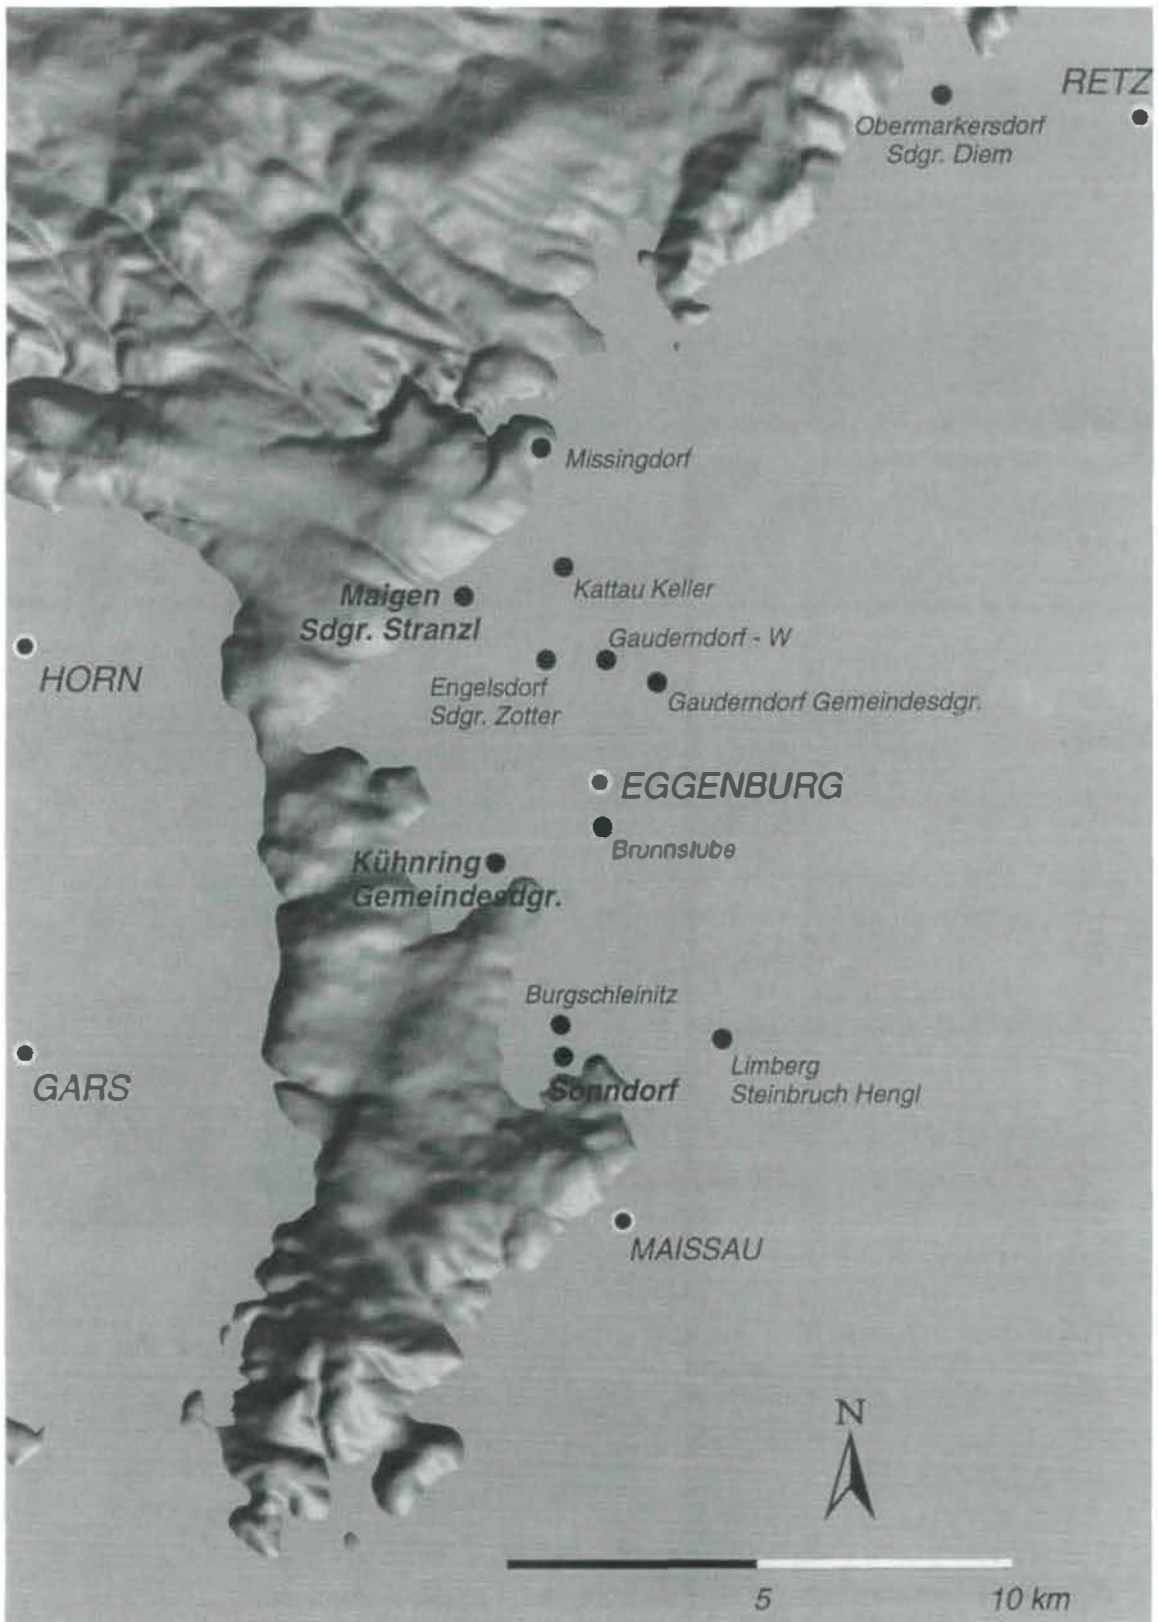 RETZ
Obermarkersdorf
Sdgr. Diem
Missingdorf
Kattau Keller
Maigen
Sdgr. Stranzl
Gauderndorf - W
HORN
Engelsdorf
Sdgr. Zotter
Gauderndorf Gemeindesdgr.
EGGENBURG
Brunnstube
Kühnring
Gemeindesdgr.
Burgschleinitz
Sonndorf
Limberg
Steinbruch Hengl
GARS
MAISSAU
N
5
10 km